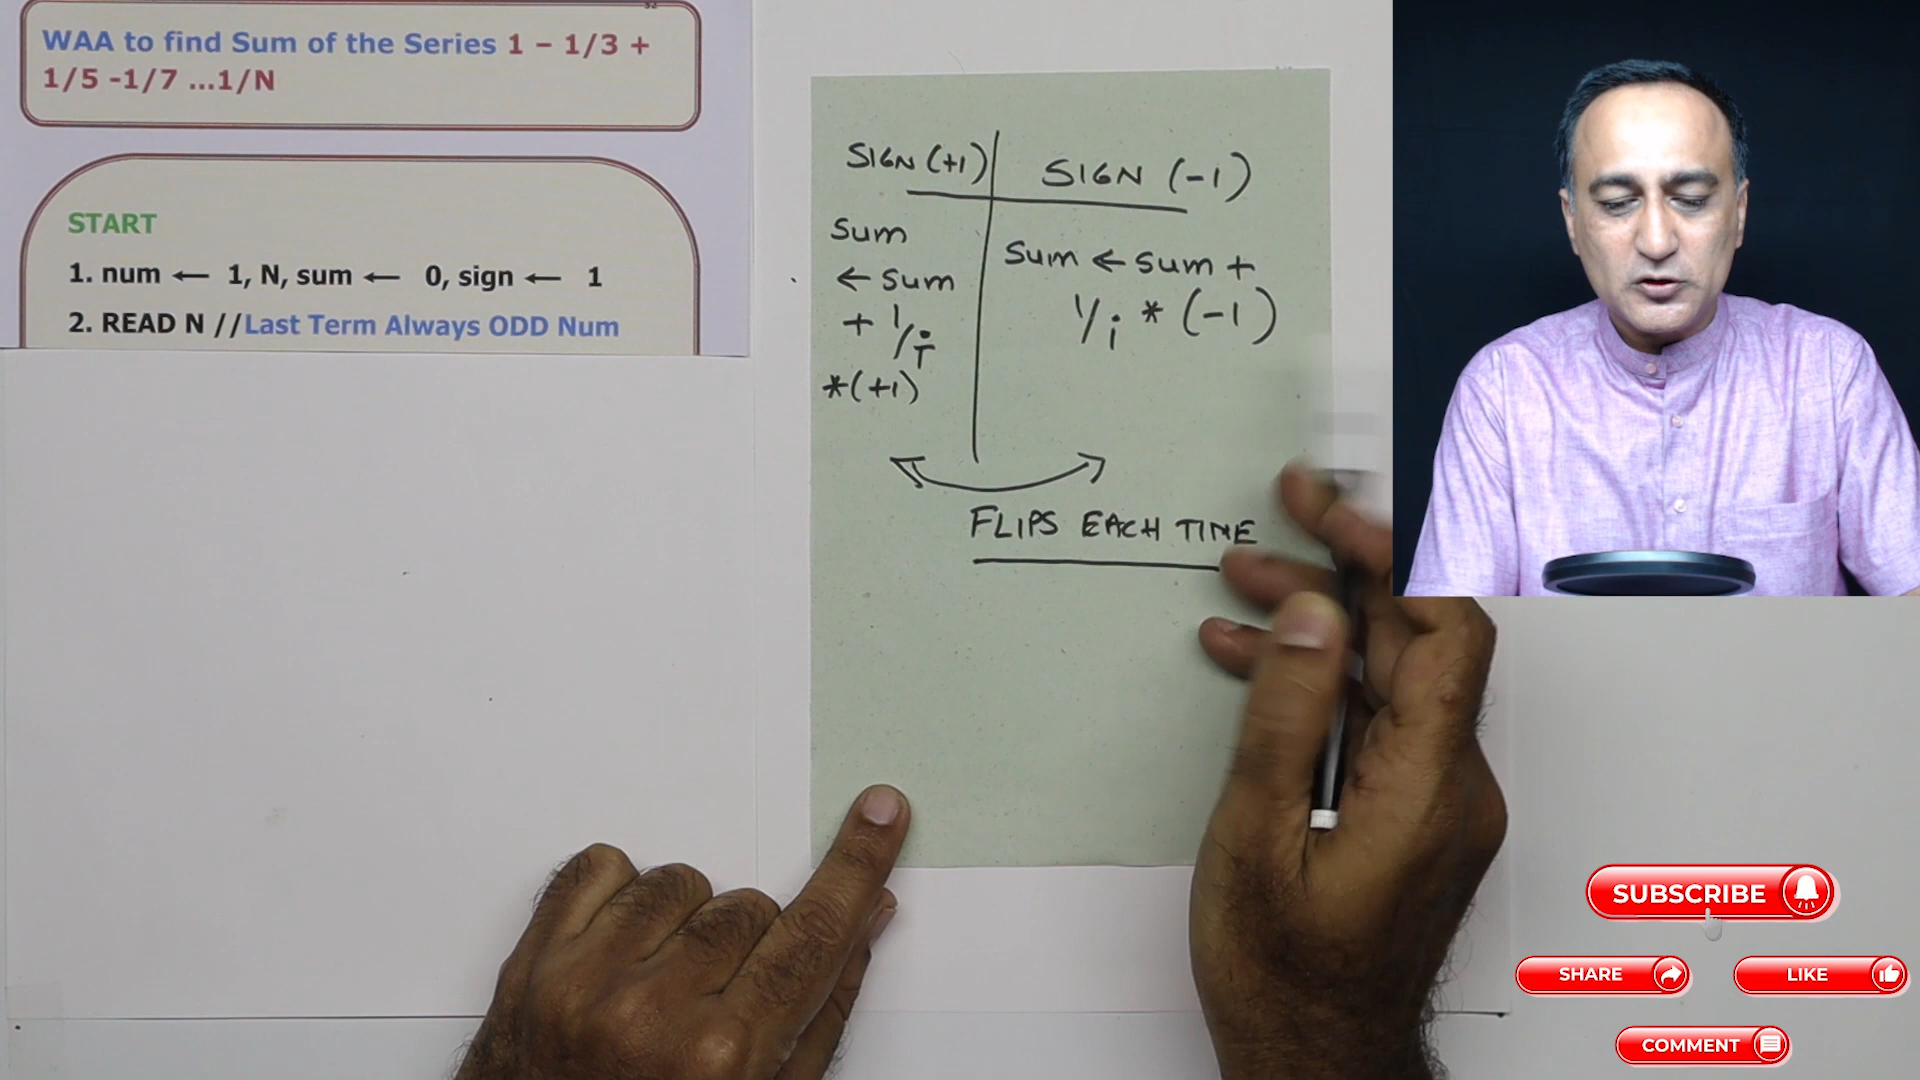 WAA to find Sum of the Series 1 – 1/3 +
1/5 -1/7 ...1/N
START
1. num ← 1, N, sum ← 0, sign ← 1
2. READ N //Last Term Always ODD Num
SIGN (+1)
SIGN (-1)
Sum
← sum
+ 1/i
*(+1)
Sum ← sum +
1/i * (-1)
FLIPS EACH TIME
SUBSCRIBE
SHARE
LIKE
COMMENT